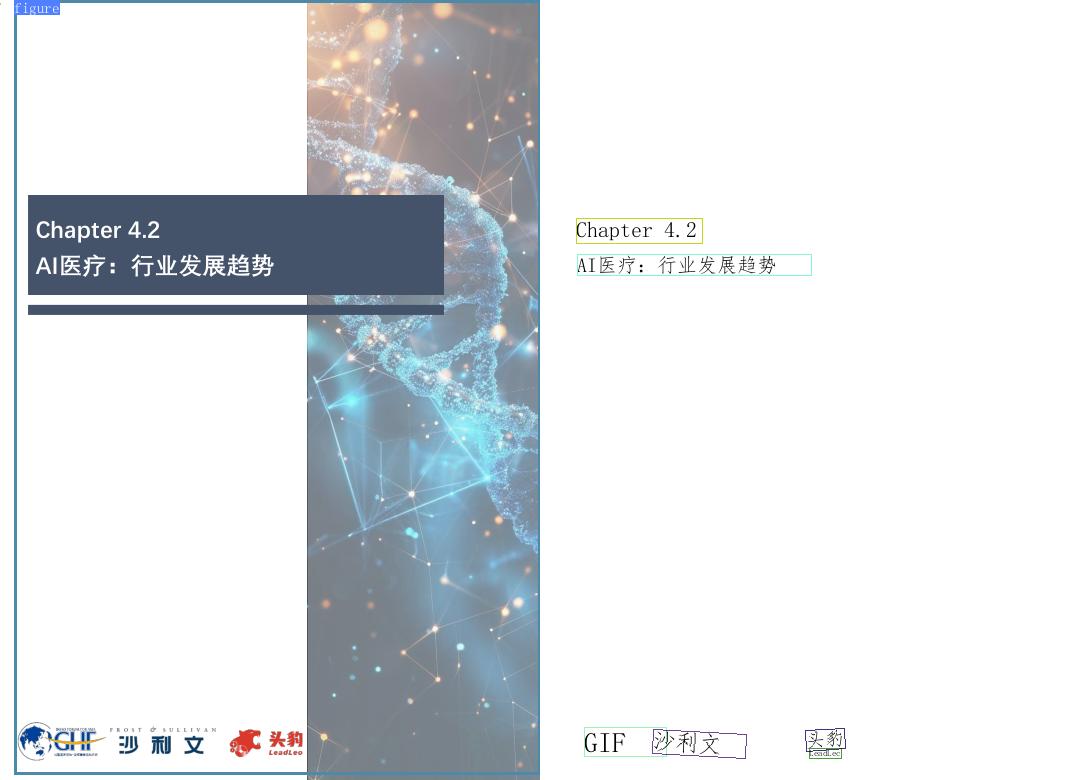 figure
Chapter 4.2
AI医疗：行业发展趋势
GHF
FROST & SULLIVAN
沙利文
头豹
LeadLeo
Chapter 4.2
AI医疗：行业发展趋势
GIF
沙利文
头豹
LeadLeo